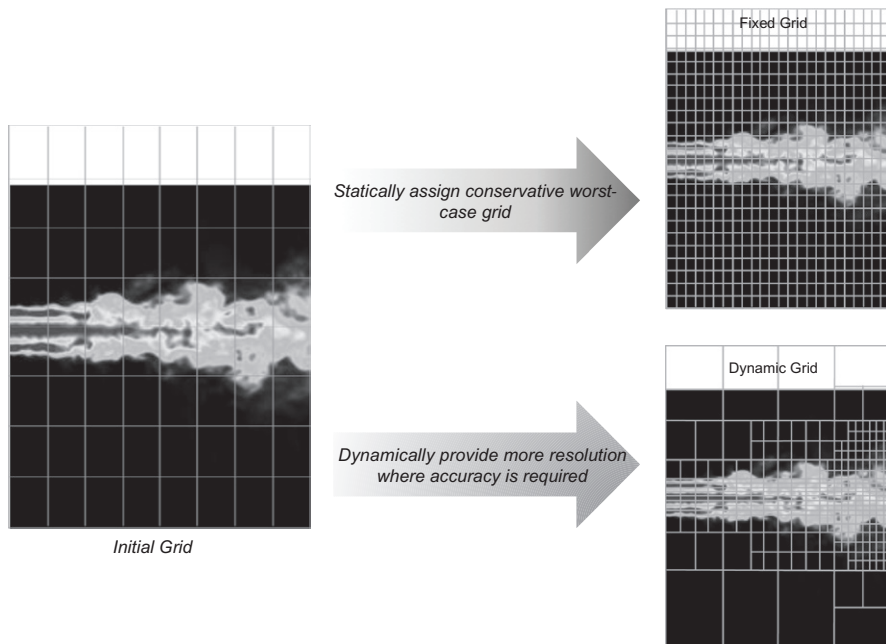 Fixed Grid
Statically assign conservative worst-
case grid
Dynamic Grid
Dynamically provide more resolution
where accuracy is required
Initial Grid